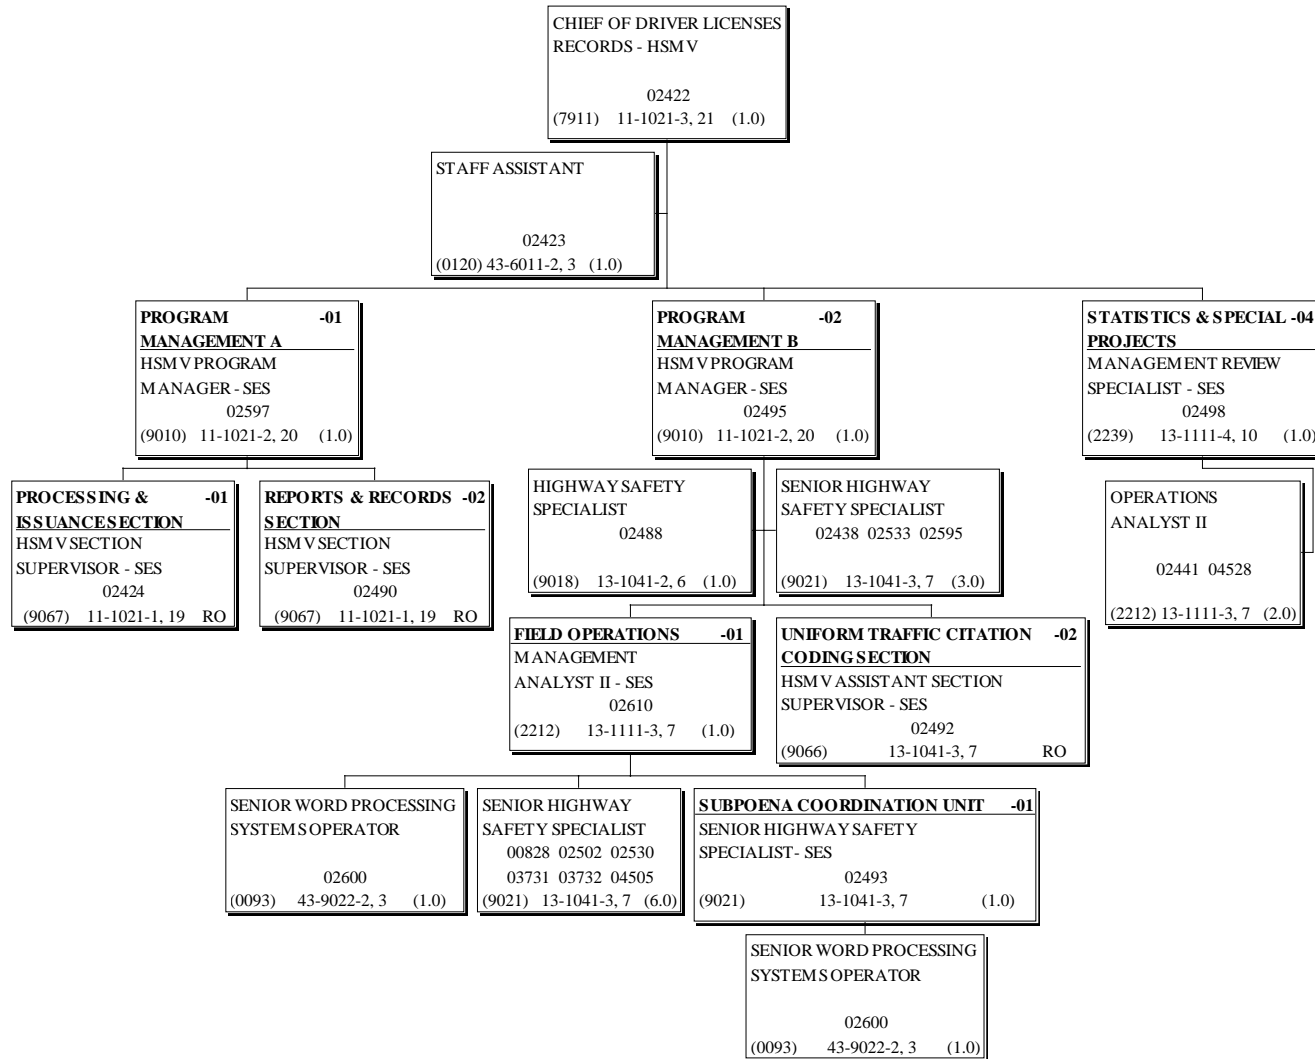 CHIEF OF DRIVER LICENSES
RECORDS - HSMV
02422
(7911) 11-1021-3, 21 (1.0)
STAFF ASSISTANT
02423
(0120) 43-6011-2, 3 (1.0)
PROGRAM -01
MANAGEMENT A
HSMV PROGRAM
MANAGER - SES
02597
(9010) 11-1021-2, 20 (1.0)
PROGRAM -02
MANAGEMENT B
HSMV PROGRAM
MANAGER - SES
02495
(9010) 11-1021-2, 20 (1.0)
STATISTICS & SPECIAL -04
PROJECTS
MANAGEMENT REVIEW
SPECIALIST - SES
02498
(2239) 13-1111-4, 10 (1.0)
PROCESSING & -01
ISSUANCE SECTION
HSMV SECTION
SUPERVISOR - SES
02424
(9067) 11-1021-1, 19 RO
REPORTS & RECORDS -02
SECTION
HSMV SECTION
SUPERVISOR - SES
02490
(9067) 11-1021-1, 19 RO
HIGHWAY SAFETY
SPECIALIST
02488
(9018) 13-1041-2, 6 (1.0)
SENIOR HIGHWAY
SAFETY SPECIALIST
02438 02533 02595
(9021) 13-1041-3, 7 (3.0)
OPERATIONS
ANALYST II
02441 04528
(2212) 13-1111-3, 7 (2.0)
FIELD OPERATIONS -01
MANAGEMENT
ANALYST II - SES
02610
(2212) 13-1111-3, 7 (1.0)
UNIFORM TRAFFIC CITATION -02
CODING SECTION
HSMV ASSISTANT SECTION
SUPERVISOR - SES
02492
(9066) 13-1041-3, 7 RO
SENIOR WORD PROCESSING
SYSTEMS OPERATOR
02600
(0093) 43-9022-2, 3 (1.0)
SENIOR HIGHWAY
SAFETY SPECIALIST
00828 02502 02530
03731 03732 04505
(9021) 13-1041-3, 7 (6.0)
SUBPOENA COORDINATION UNIT -01
SENIOR HIGHWAY SAFETY
SPECIALIST- SES
02493
(9021) 13-1041-3, 7 (1.0)
SENIOR WORD PROCESSING
SYSTEMS OPERATOR
02600
(0093) 43-9022-2, 3 (1.0)